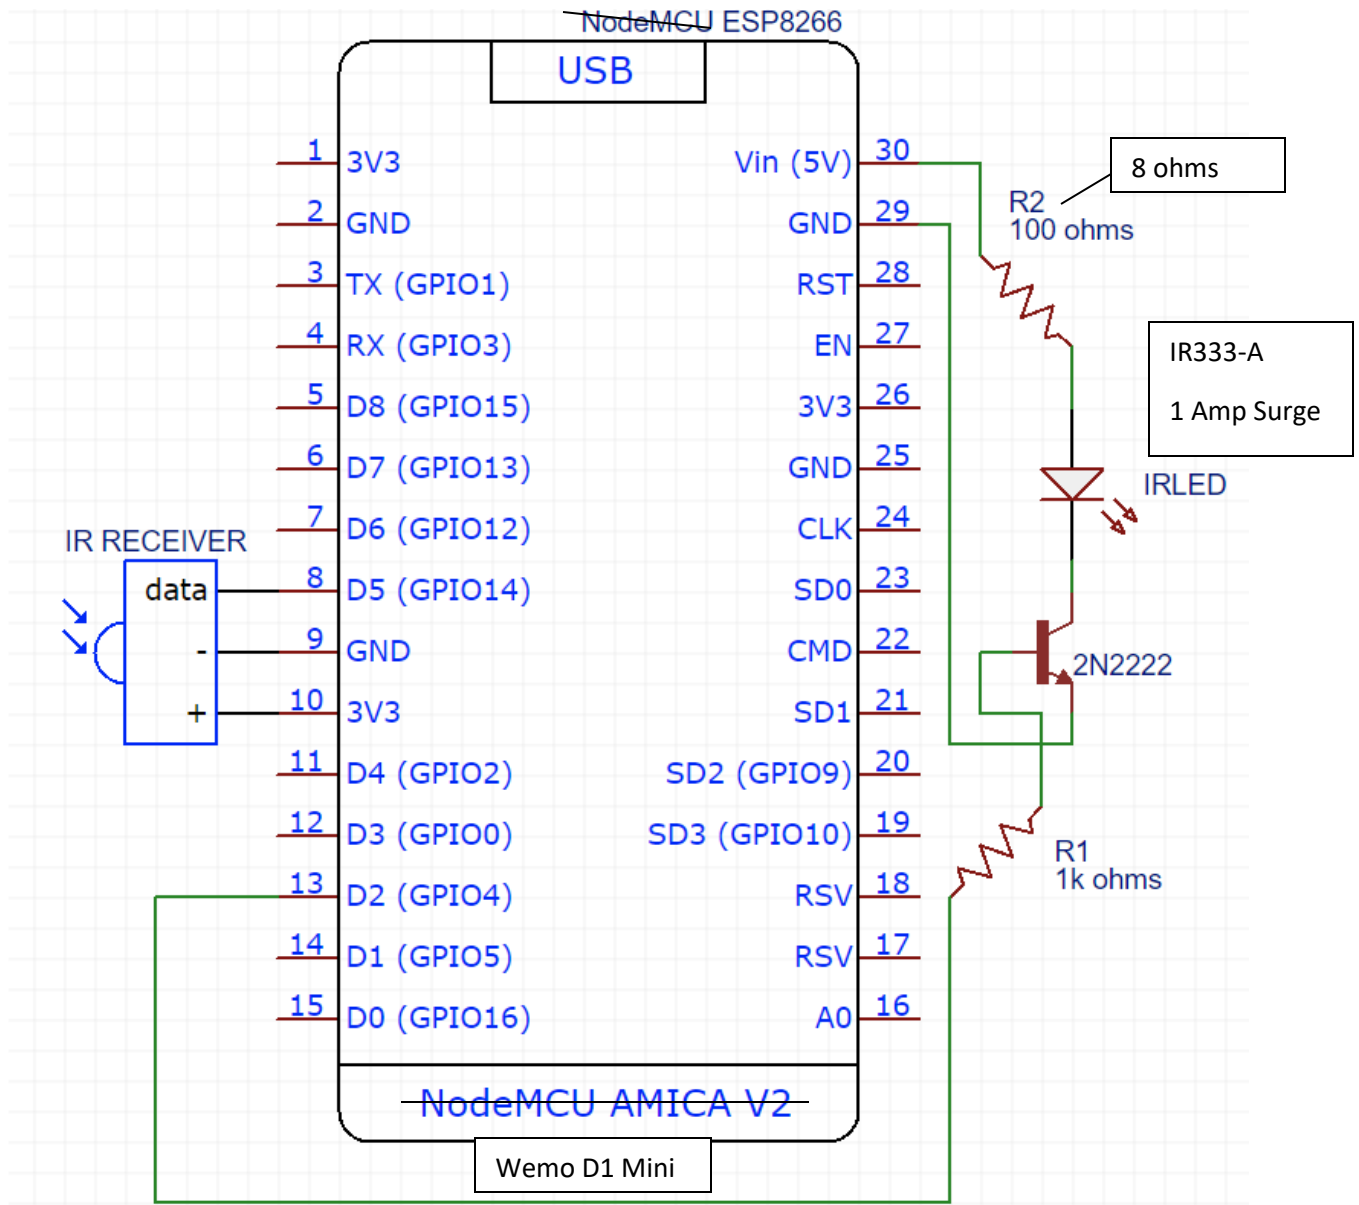 NodeMCU ESP8266
USB
1 3V3
2 GND
3 TX (GPIO1)
4 RX (GPIO3)
5 D8 (GPIO15)
6 D7 (GPIO13)
7 D6 (GPIO12)
8 D5 (GPIO14)
9 GND
10 3V3
11 D4 (GPIO2)
12 D3 (GPIO0)
13 D2 (GPIO4)
14 D1 (GPIO5)
15 D0 (GPIO16)
Vin (5V) 30
GND 29
RST 28
EN 27
3V3 26
GND 25
CLK 24
SD0 23
CMD 22
SD1 21
SD2 (GPIO9) 20
SD3 (GPIO10) 19
RSV 18
RSV 17
A0 16
IR RECEIVER
data
-
+
8 ohms
R2
100 ohms
IR333-A
1 Amp Surge
IRLED
2N2222
R1
1k ohms
NodeMCU AMICA V2
Wemo D1 Mini